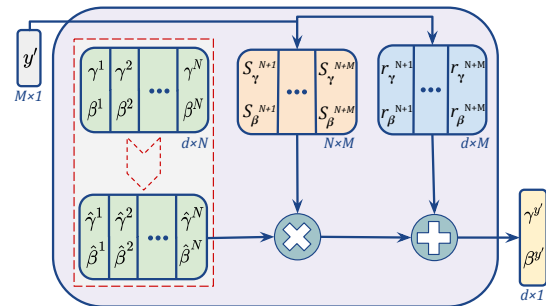 y′
M×1
γ¹ γ² ••• γᴺ
β¹ β² βᴺ
d×N
γ̂¹ γ̂² ••• γ̂ᴺ
β̂¹ β̂² β̂ᴺ
S_γ^{N+1} ••• S_γ^{N+M}
S_β^{N+1} S_β^{N+M}
N×M
r_γ^{N+1} ••• r_γ^{N+M}
r_β^{N+1} r_β^{N+M}
d×M
γ^{y′}
β^{y′}
d×1